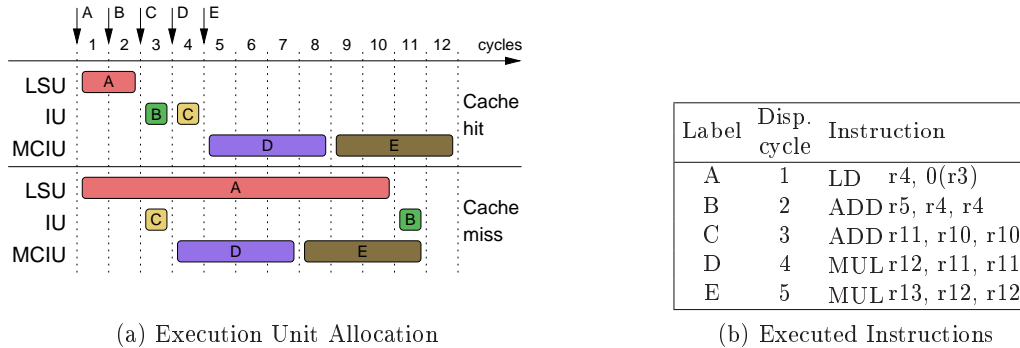 A B C D E
1 2 3 4 5 6 7 8 9 10 11 12 cycles
LSU A
IU B C
MCIU D E
Cache
hit
LSU A
IU C B
MCIU D E
Cache
miss
(a) Execution Unit Allocation
Label Disp. cycle Instruction
A 1 LD r4, 0(r3)
B 2 ADD r5, r4, r4
C 3 ADD r11, r10, r10
D 4 MUL r12, r11, r11
E 5 MUL r13, r12, r12
(b) Executed Instructions